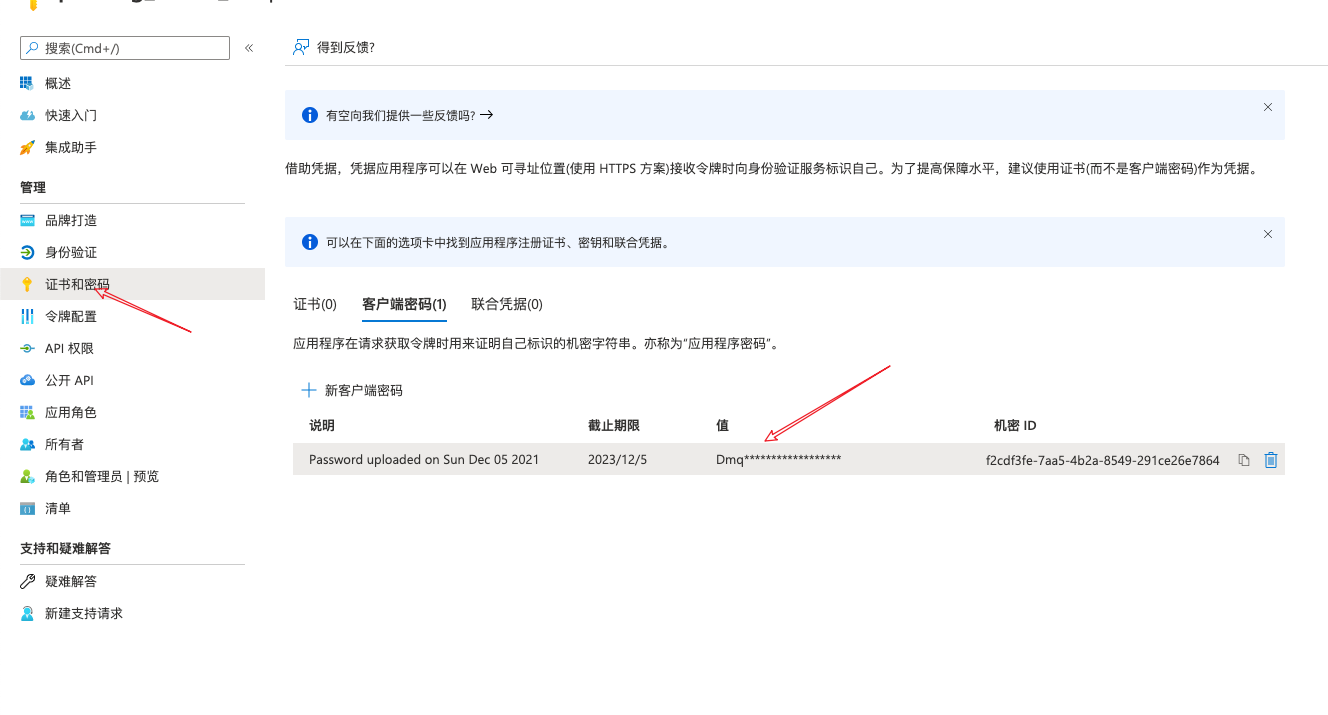 搜索(Cmd+/)
«
得到反馈?
概述
快速入门
集成助手
管理
品牌打造
身份验证
证书和密码
令牌配置
API 权限
公开 API
应用角色
所有者
角色和管理员 | 预览
清单
支持和疑难解答
疑难解答
新建支持请求
有空向我们提供一些反馈吗? →
借助凭据，凭据应用程序可以在 Web 可寻址位置(使用 HTTPS 方案)接收令牌时向身份验证服务标识自己。为了提高保障水平，建议使用证书(而不是客户端密码)作为凭据。
可以在下面的选项卡中找到应用程序注册证书、密钥和联合凭据。
证书(0) 客户端密码(1) 联合凭据(0)
应用程序在请求获取令牌时用来证明自己标识的机密字符串。亦称为“应用程序密码”。
+ 新客户端密码
说明 截止期限 值 机密 ID
Password uploaded on Sun Dec 05 2021 2023/12/5 Dmq****************** f2cdf3fe-7aa5-4b2a-8549-291ce26e7864